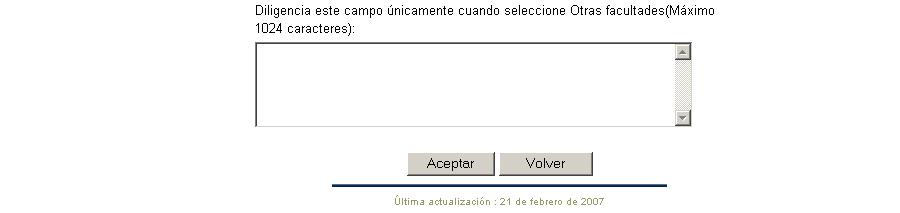 Diligencia este campo únicamente cuando seleccione Otras facultades(Máximo
1024 caracteres):
Aceptar Volver
Última actualización : 21 de febrero de 2007